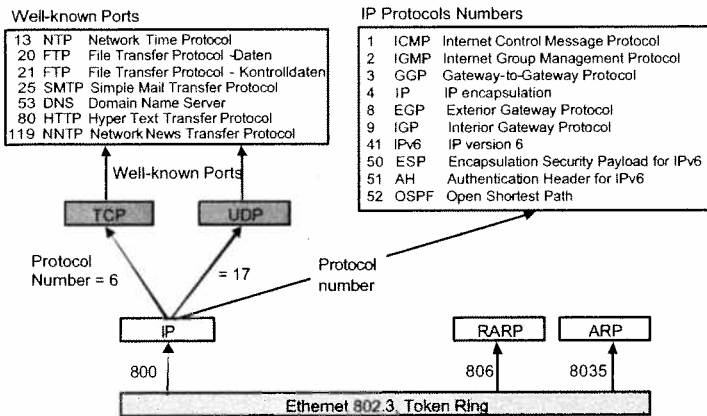 Well-known Ports
13 NTP Network Time Protocol
20 FTP File Transfer Protocol -Daten
21 FTP File Transfer Protocol - Kontrolldaten
25 SMTP Simple Mail Transfer Protocol
53 DNS Domain Name Server
80 HTTP Hyper Text Transfer Protocol
119 NNTP Network News Transfer Protocol
IP Protocols Numbers
1 ICMP Internet Control Message Protocol
2 IGMP Internet Group Management Protocol
3 GGP Gateway-to-Gateway Protocol
4 IP IP encapsulation
8 EGP Exterior Gateway Protocol
9 IGP Interior Gateway Protocol
41 IPv6 IP version 6
50 ESP Encapsulation Security Payload for IPv6
51 AH Authentication Header for IPv6
52 OSPF Open Shortest Path
Well-known Ports
TCP
UDP
Protocol
Number = 6
= 17
Protocol
number
IP
RARP
ARP
800
806
8035
Ethernet 802.3, Token Ring